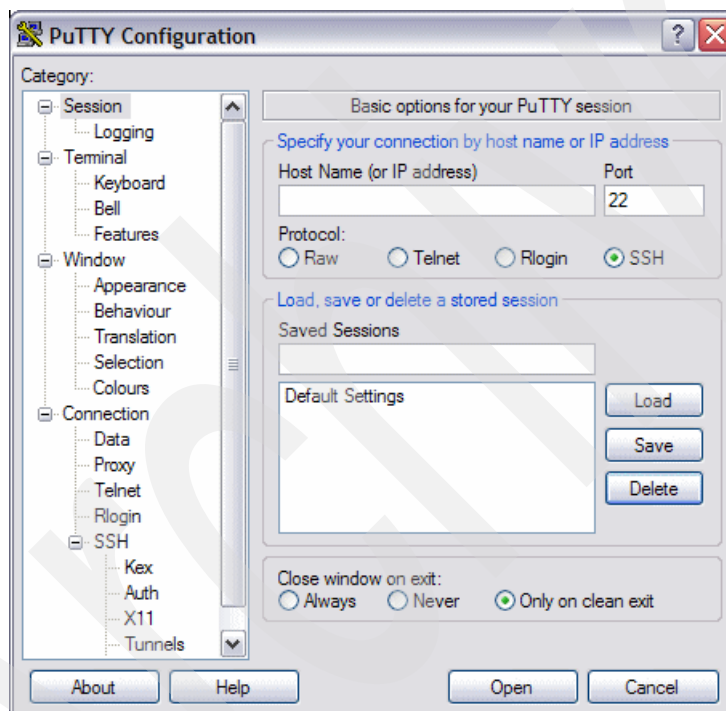 PuTTY Configuration
Category:
Session
Logging
Terminal
Keyboard
Bell
Features
Window
Appearance
Behaviour
Translation
Selection
Colours
Connection
Data
Proxy
Telnet
Rlogin
SSH
Kex
Auth
X11
Tunnels
Basic options for your PuTTY session
Specify your connection by host name or IP address
Host Name (or IP address) Port
22
Protocol:
Raw Telnet Rlogin SSH
Load, save or delete a stored session
Saved Sessions
Default Settings
Load
Save
Delete
Close window on exit:
Always Never Only on clean exit
About Help Open Cancel